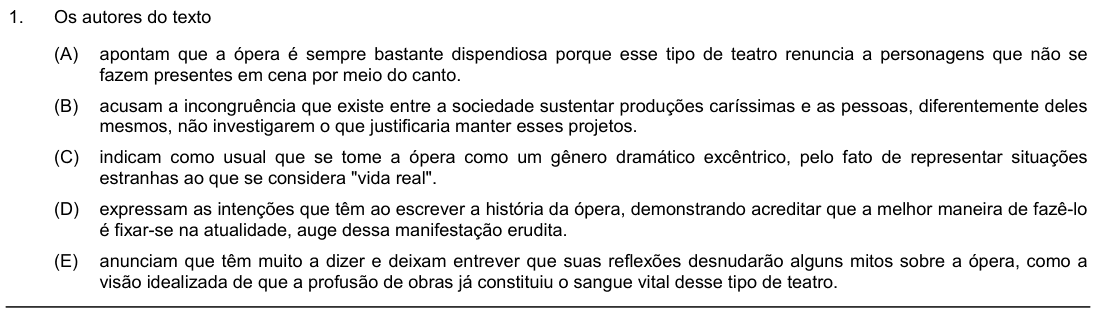 1. Os autores do texto
(A) apontam que a ópera é sempre bastante dispendiosa porque esse tipo de teatro renuncia a personagens que não se
fazem presentes em cena por meio do canto.
(B) acusam a incongruência que existe entre a sociedade sustentar produções caríssimas e as pessoas, diferentemente deles
mesmos, não investigarem o que justificaria manter esses projetos.
(C) indicam como usual que se tome a ópera como um gênero dramático excêntrico, pelo fato de representar situações
estranhas ao que se considera "vida real".
(D) expressam as intenções que têm ao escrever a história da ópera, demonstrando acreditar que a melhor maneira de fazê-lo
é fixar-se na atualidade, auge dessa manifestação erudita.
(E) anunciam que têm muito a dizer e deixam entrever que suas reflexões desnudarão alguns mitos sobre a ópera, como a
visão idealizada de que a profusão de obras já constituiu o sangue vital desse tipo de teatro.